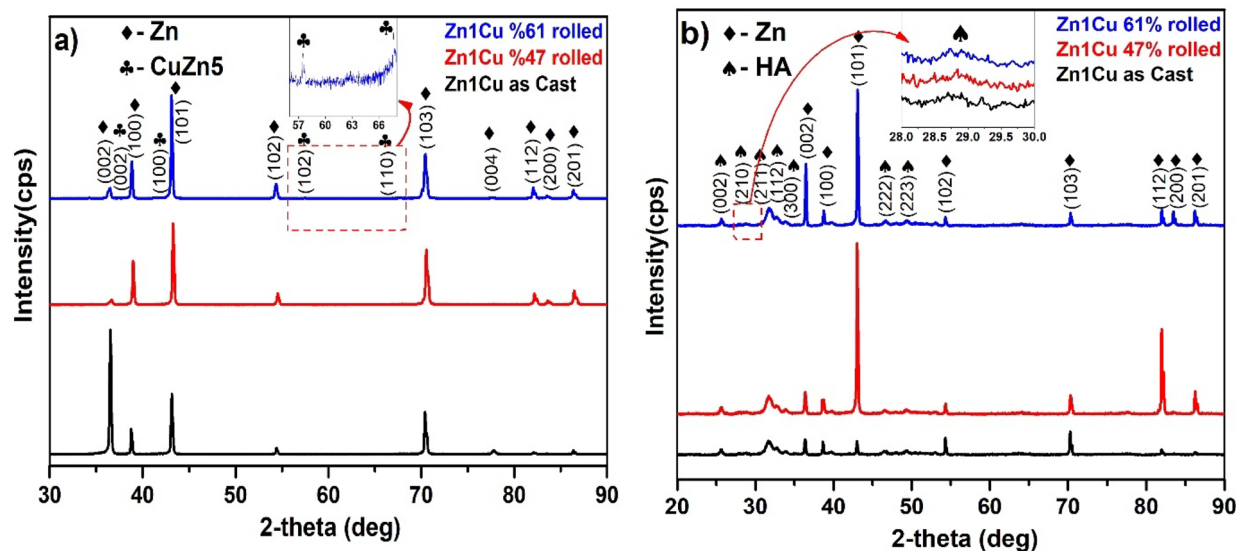 a)
♦- Zn
♣- CuZn5
Zn1Cu %61 rolled
Zn1Cu %47 rolled
Zn1Cu as Cast
♣ ♣
57 60 63 66
♦ ♣ ♦ ♣ ♦ ♦ ♣ ♣ ♦ ♦ ♦ ♦ ♦
(002) (002) (100) (100) (101) (102) (102) (110) (103) (004) (112) (200) (201)
Intensity(cps)
30 40 50 60 70 80 90
2-theta (deg)
b)
♦- Zn
♠- HA
Zn1Cu 61% rolled
Zn1Cu 47% rolled
Zn1Cu as Cast
♠
28.0 28.5 29.0 29.5 30.0
♠ ♠ ♠ ♠ ♠ ♦ ♦ ♦ ♠ ♠ ♦ ♦ ♦ ♦ ♦
(002) (210) (211) (112) (300) (002) (100) (101) (222) (223) (102) (103) (112) (200) (201)
Intensity(cps)
20 30 40 50 60 70 80 90
2-theta (deg)